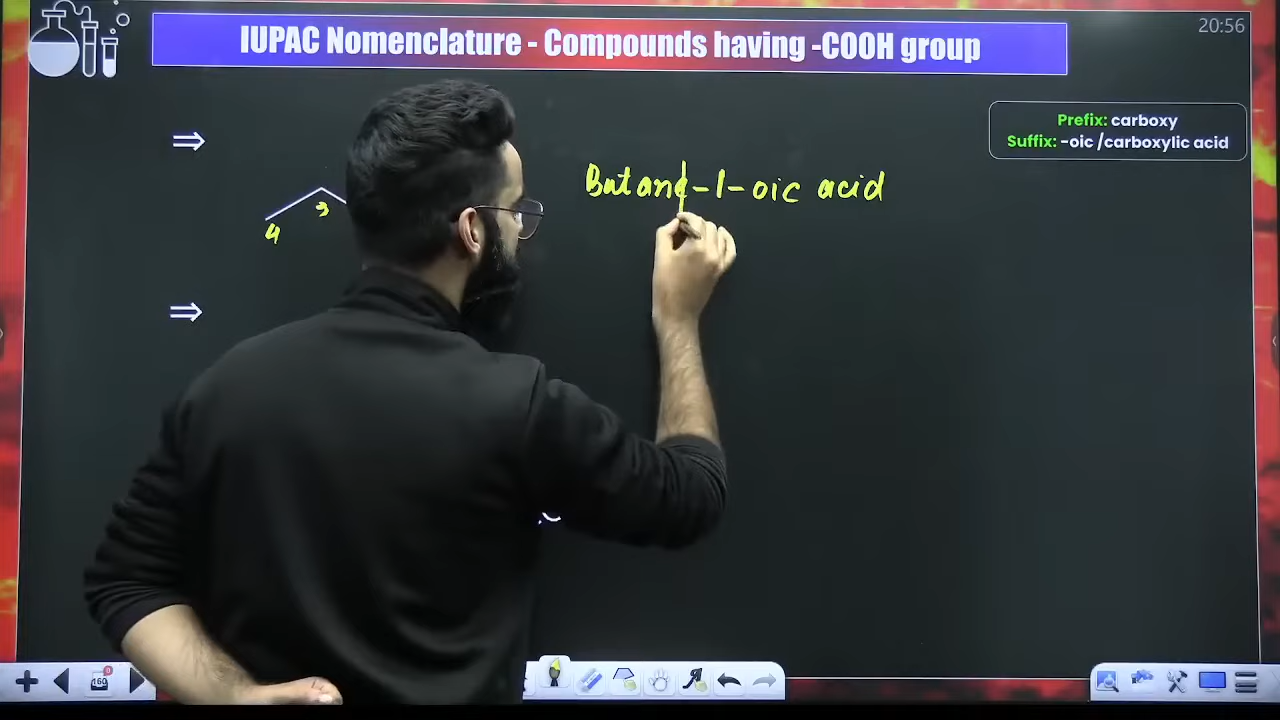 20:56
IUPAC Nomenclature - Compounds having -COOH group
Prefix: carboxy
Suffix: -oic /carboxylic acid
⇒
Butane-1-oic acid
3
4
⇒
160